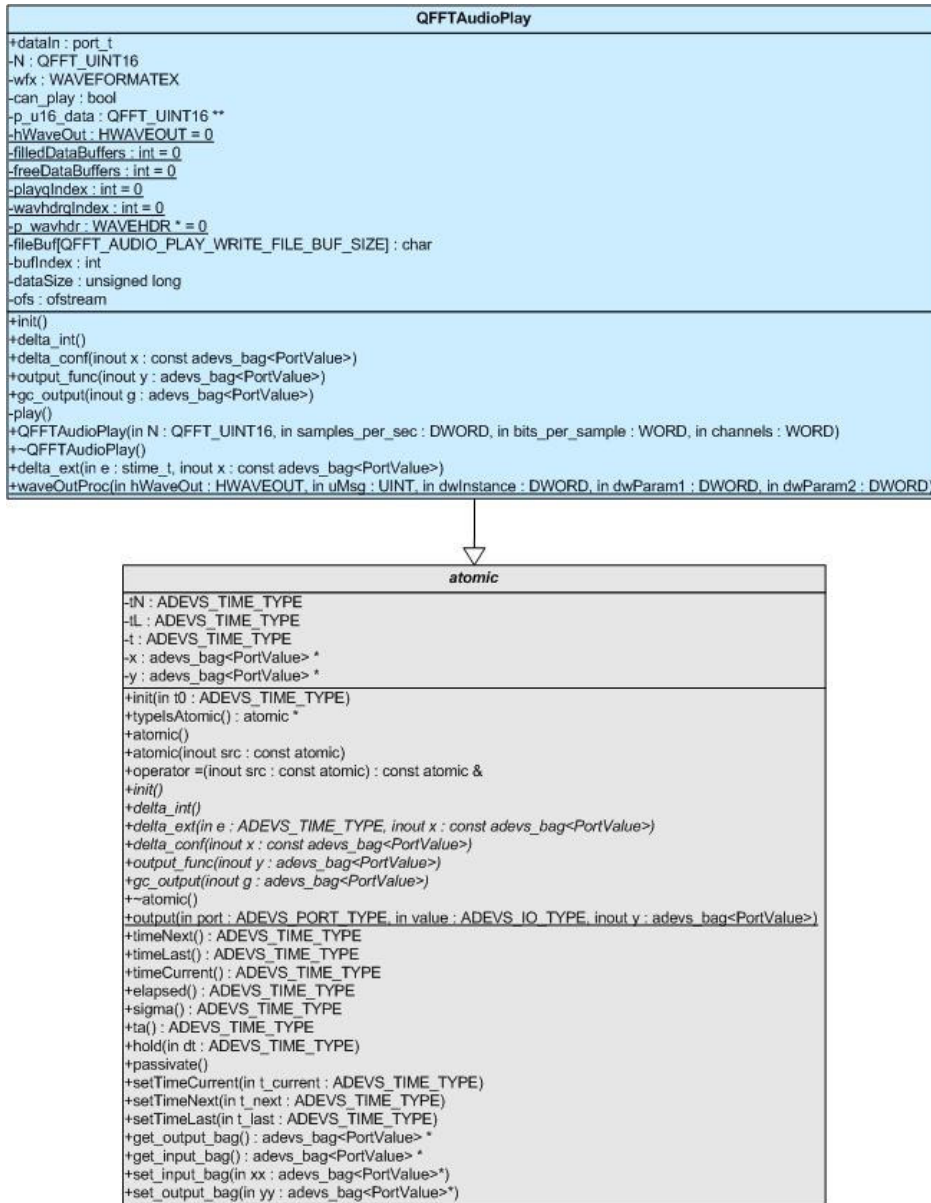 QFFTAudioPlay
+dataIn : port_t
-N : QFFT_UINT16
-wfx : WAVEFORMATEX
-can_play : bool
-p_u16_data : QFFT_UINT16 **
-hWaveOut : HWAVEOUT = 0
-filledDataBuffers : int = 0
-freeDataBuffers : int = 0
-playqIndex : int = 0
-wavhdrqIndex : int = 0
-p_wavhdr : WAVEHDR * = 0
-fileBuf[QFFT_AUDIO_PLAY_WRITE_FILE_BUF_SIZE] : char
-bufIndex : int
-dataSize : unsigned long
-ofs : ofstream
+init()
+delta_int()
+delta_conf(inout x : const adevs_bag<PortValue>)
+output_func(inout y : adevs_bag<PortValue>)
+gc_output(inout g : adevs_bag<PortValue>)
-play()
+QFFTAudioPlay(in N : QFFT_UINT16, in samples_per_sec : DWORD, in bits_per_sample : WORD, in channels : WORD)
+~QFFTAudioPlay()
+delta_ext(in e : stime_t, inout x : const adevs_bag<PortValue>)
+waveOutProc(in hWaveOut : HWAVEOUT, in uMsg : UINT, in dwInstance : DWORD, in dwParam1 : DWORD, in dwParam2 : DWORD)
atomic
-tN : ADEVS_TIME_TYPE
-tL : ADEVS_TIME_TYPE
-t : ADEVS_TIME_TYPE
-x : adevs_bag<PortValue> *
-y : adevs_bag<PortValue> *
+init(in t0 : ADEVS_TIME_TYPE)
+typeIsAtomic() : atomic *
+atomic()
+atomic(inout src : const atomic)
+operator =(inout src : const atomic) : const atomic &
+init()
+delta_int()
+delta_ext(in e : ADEVS_TIME_TYPE, inout x : const adevs_bag<PortValue>)
+delta_conf(inout x : const adevs_bag<PortValue>)
+output_func(inout y : adevs_bag<PortValue>)
+gc_output(inout g : adevs_bag<PortValue>)
+~atomic()
+output(in port : ADEVS_PORT_TYPE, in value : ADEVS_IO_TYPE, inout y : adevs_bag<PortValue>)
+timeNext() : ADEVS_TIME_TYPE
+timeLast() : ADEVS_TIME_TYPE
+timeCurrent() : ADEVS_TIME_TYPE
+elapsed() : ADEVS_TIME_TYPE
+sigma() : ADEVS_TIME_TYPE
+ta() : ADEVS_TIME_TYPE
+hold(in dt : ADEVS_TIME_TYPE)
+passivate()
+setTimeCurrent(in t_current : ADEVS_TIME_TYPE)
+setTimeNext(in t_next : ADEVS_TIME_TYPE)
+setTimeLast(in t_last : ADEVS_TIME_TYPE)
+get_output_bag() : adevs_bag<PortValue> *
+get_input_bag() : adevs_bag<PortValue> *
+set_input_bag(in xx : adevs_bag<PortValue>*)
+set_output_bag(in yy : adevs_bag<PortValue>*)